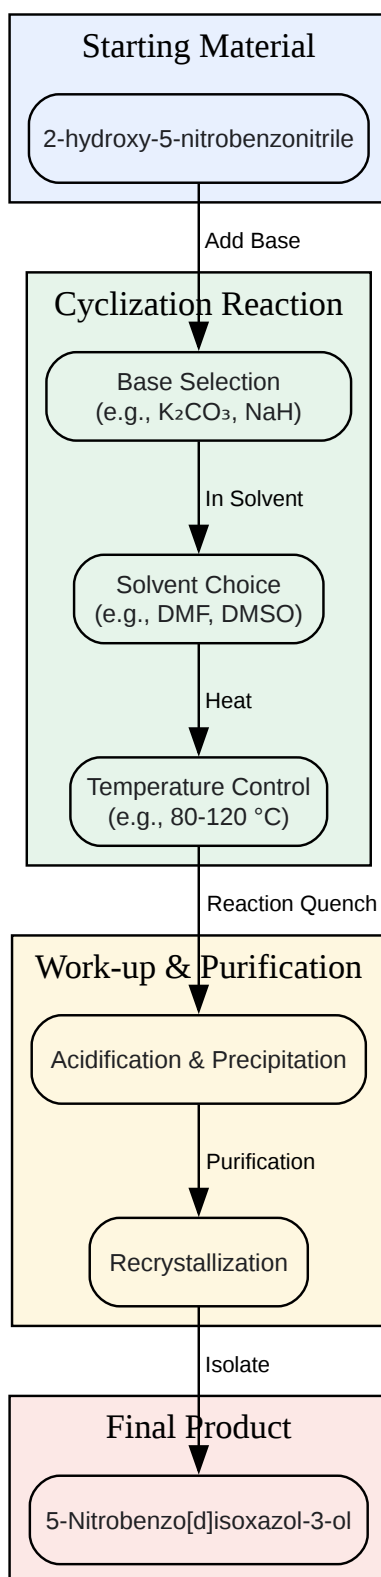 Starting Material
2-hydroxy-5-nitrobenzonitrile
Add Base
Cyclization Reaction
Base Selection
(e.g., K₂CO₃, NaH)
In Solvent
Solvent Choice
(e.g., DMF, DMSO)
Heat
Temperature Control
(e.g., 80-120 °C)
Reaction Quench
Work-up & Purification
Acidification & Precipitation
Purification
Recrystallization
Isolate
Final Product
5-Nitrobenzo[d]isoxazol-3-ol